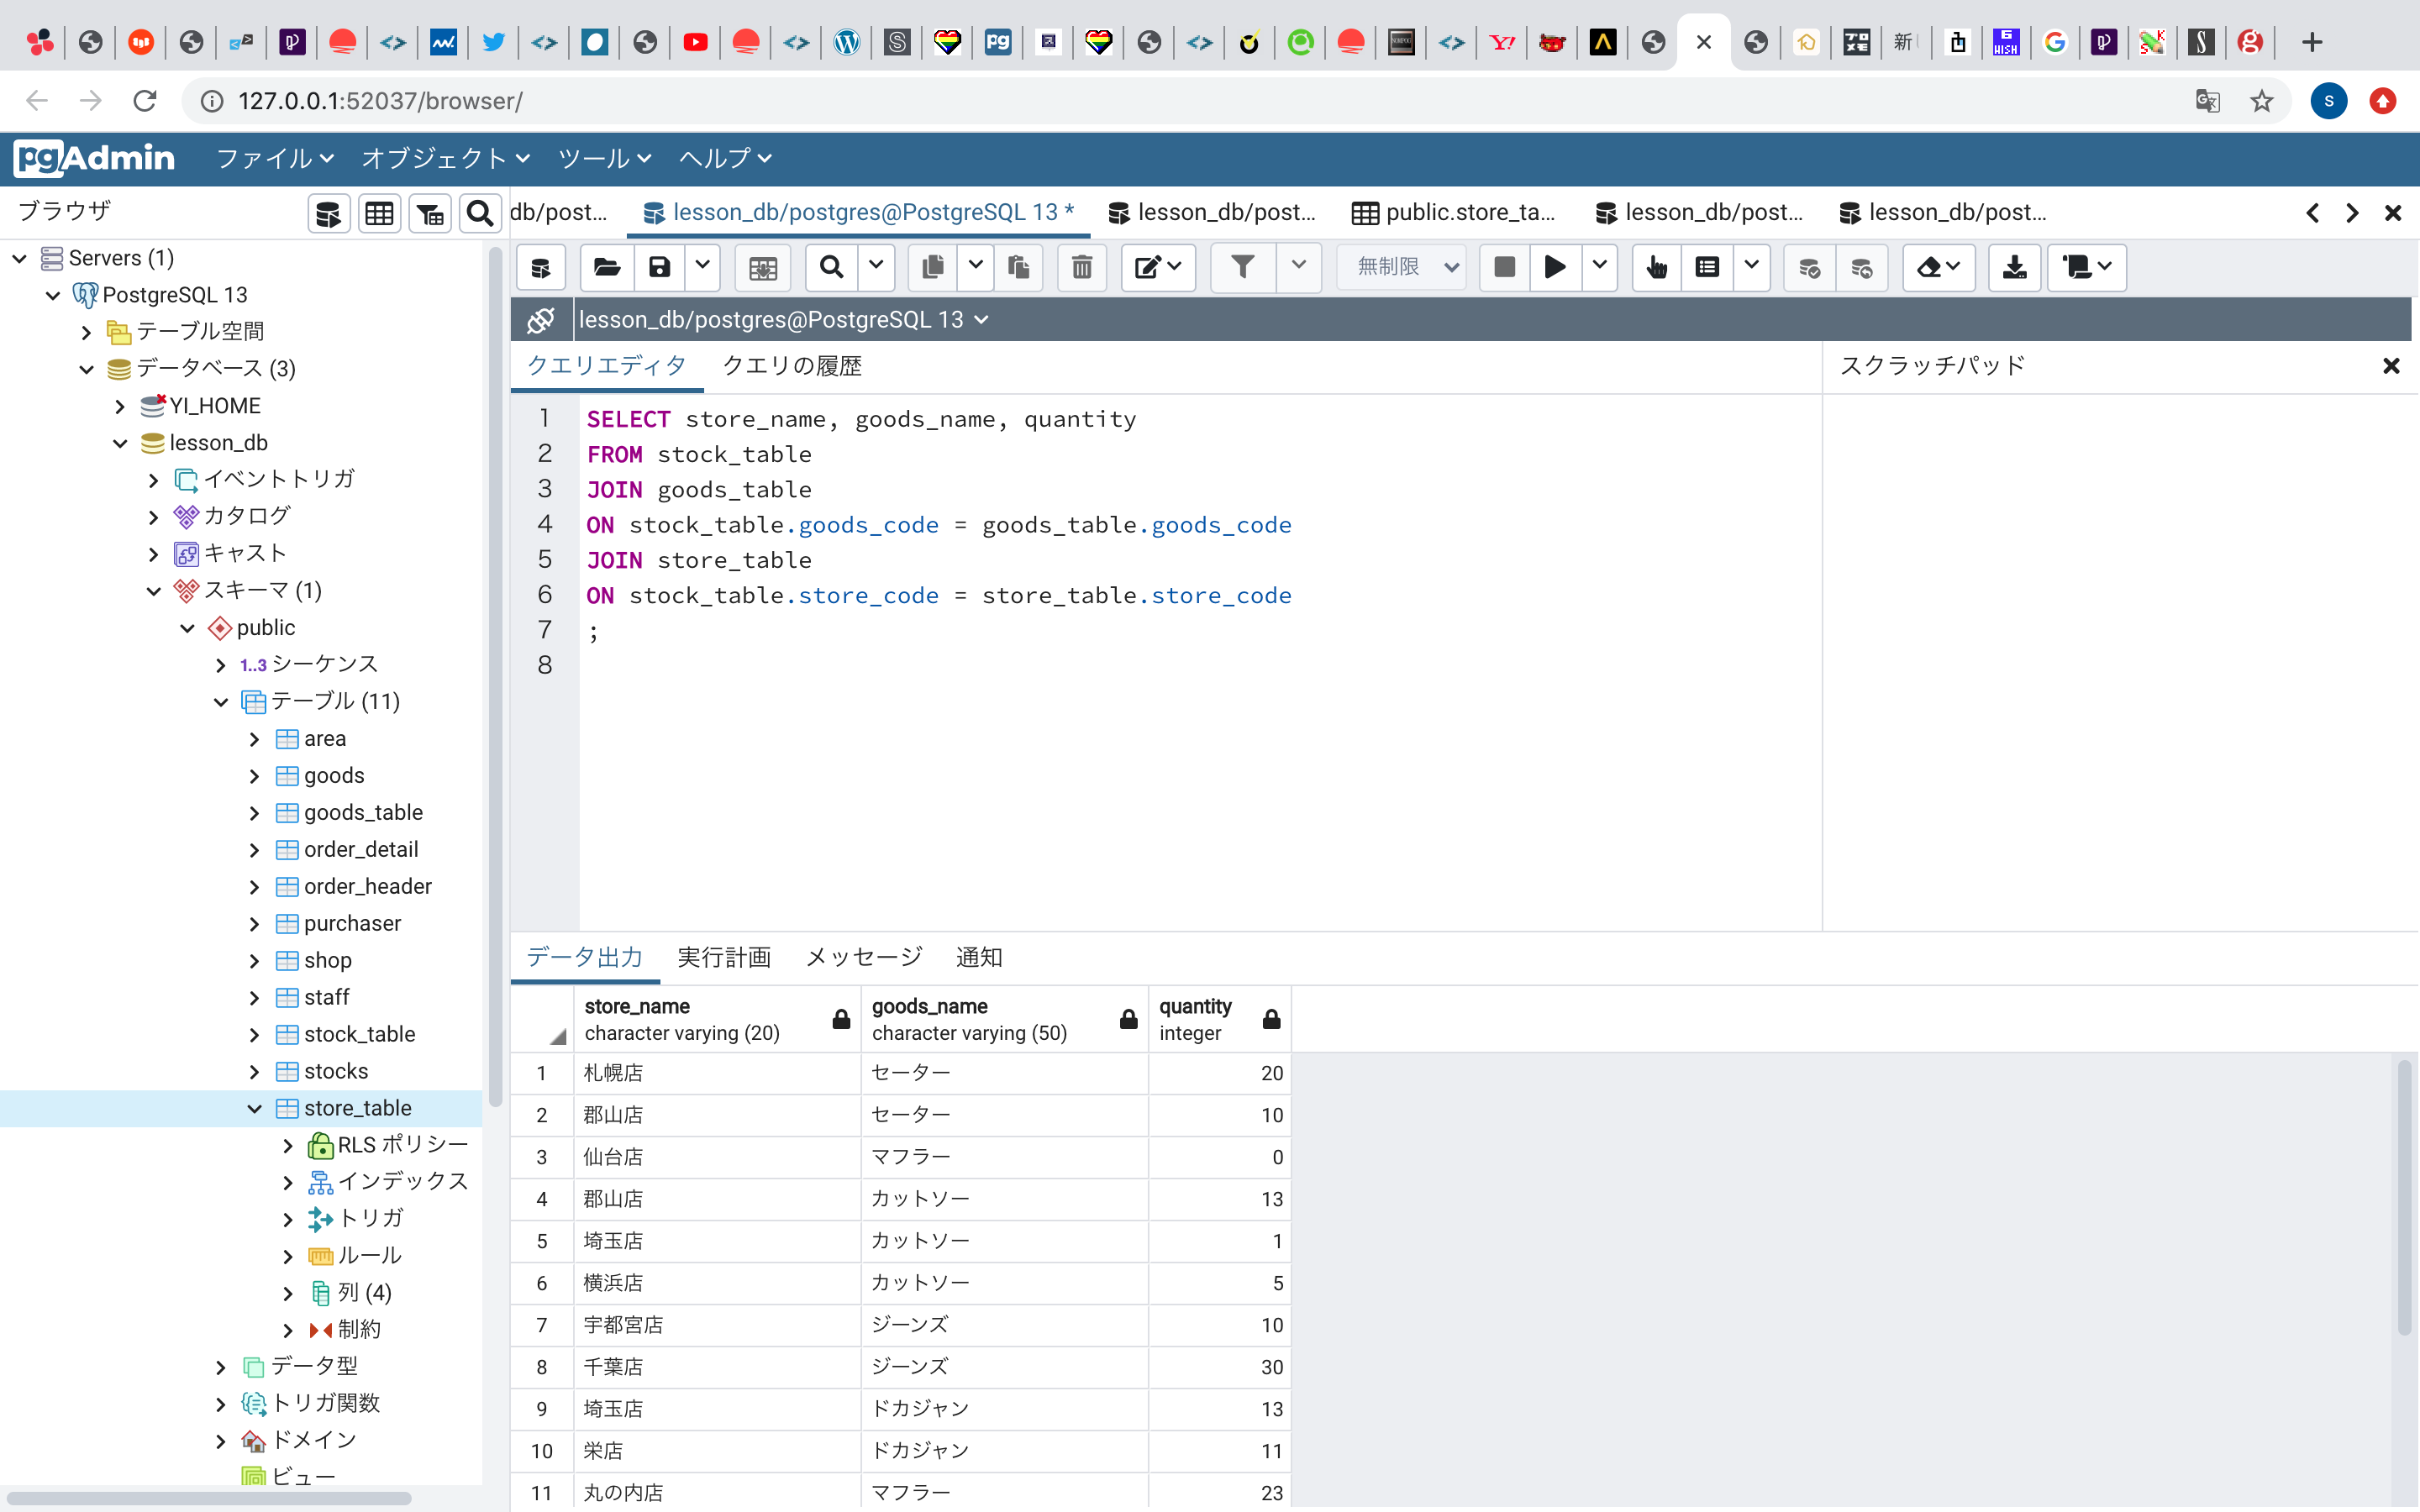 新
127.0.0.1:52037/browser/
S
pgAdmin ファイル オブジェクト ツール ヘルプ
ブラウザ
db/post... lesson_db/postgres@PostgreSQL 13 * lesson_db/post... public.store_ta... lesson_db/post... lesson_db/post...
無制限
lesson_db/postgres@PostgreSQL 13
クエリエディタ クエリの履歴
スクラッチパッド
Servers (1)
PostgreSQL 13
テーブル空間
データベース (3)
YI_HOME
lesson_db
イベントトリガ
カタログ
キャスト
スキーマ (1)
public
1..3 シーケンス
テーブル (11)
area
goods
goods_table
order_detail
order_header
purchaser
shop
staff
stock_table
stocks
store_table
RLS ポリシー
インデックス
トリガ
ルール
列 (4)
制約
データ型
トリガ関数
ドメイン
ビュー
1 SELECT store_name, goods_name, quantity
2 FROM stock_table
3 JOIN goods_table
4 ON stock_table.goods_code = goods_table.goods_code
5 JOIN store_table
6 ON stock_table.store_code = store_table.store_code
7 ;
8
データ出力 実行計画 メッセージ 通知
store_name goods_name quantity
character varying (20) character varying (50) integer
1 札幌店 セーター 20
2 郡山店 セーター 10
3 仙台店 マフラー 0
4 郡山店 カットソー 13
5 埼玉店 カットソー 1
6 横浜店 カットソー 5
7 宇都宮店 ジーンズ 10
8 千葉店 ジーンズ 30
9 埼玉店 ドカジャン 13
10 栄店 ドカジャン 11
11 丸の内店 マフラー 23